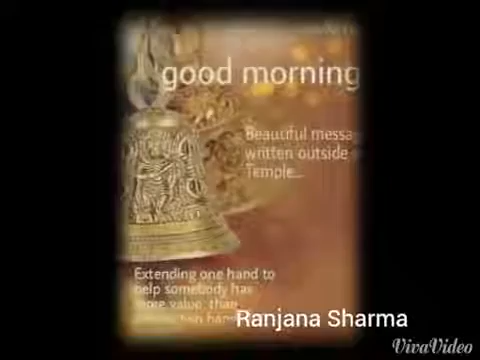 good morning
Beautiful messa
written outside
Temple...
Extending one hand to
help somebody has
more value, than
Ranjana Sharma
VivaVideo